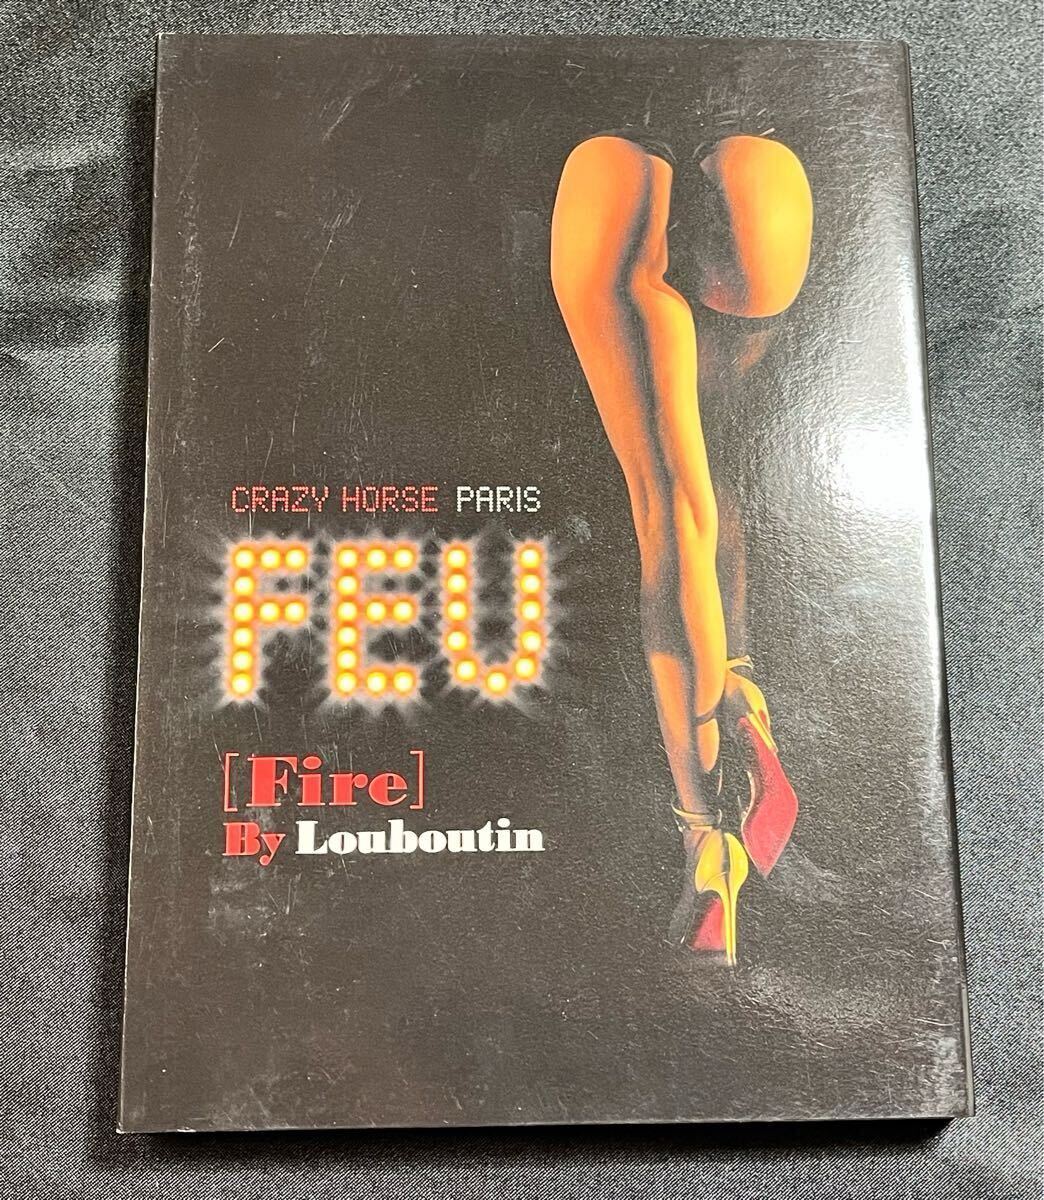 CRAZY HORSE PARIS
FEU
[Fire]
By Louboutin